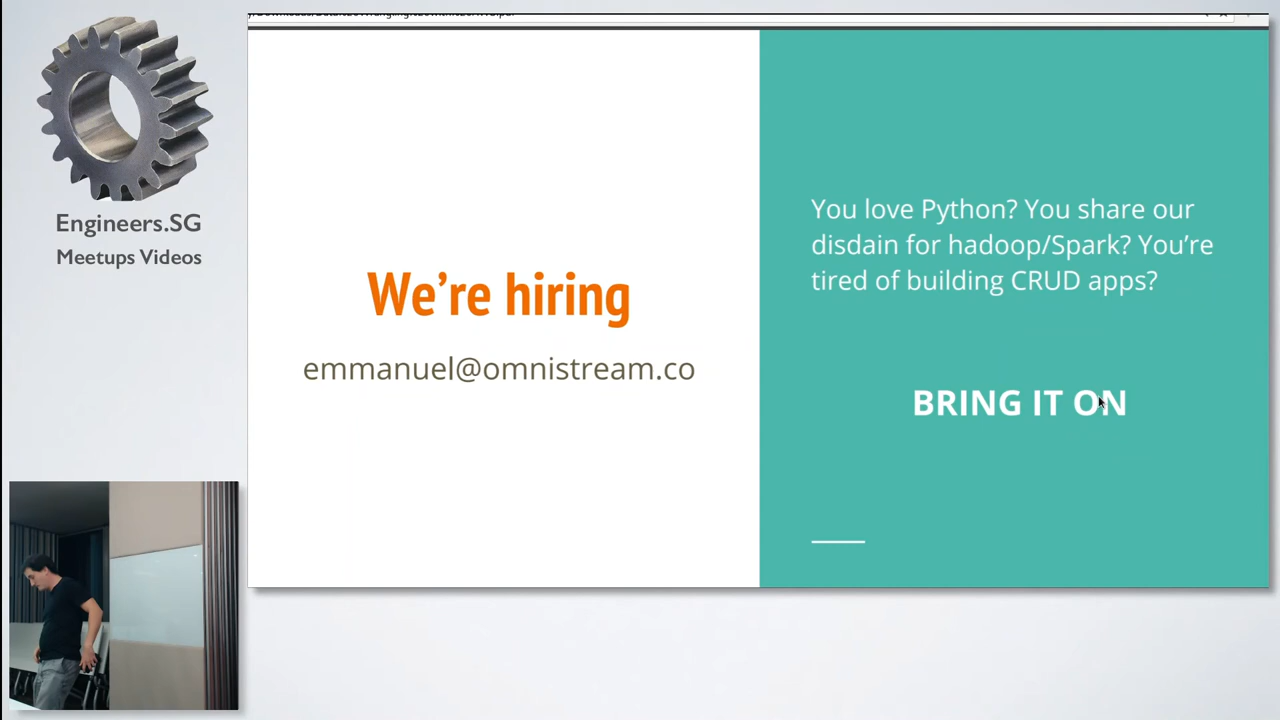 Engineers.SG
Meetups Videos
We're hiring
emmanuel@omnistream.co
You love Python? You share our
disdain for hadoop/Spark? You're
tired of building CRUD apps?
BRING IT ON